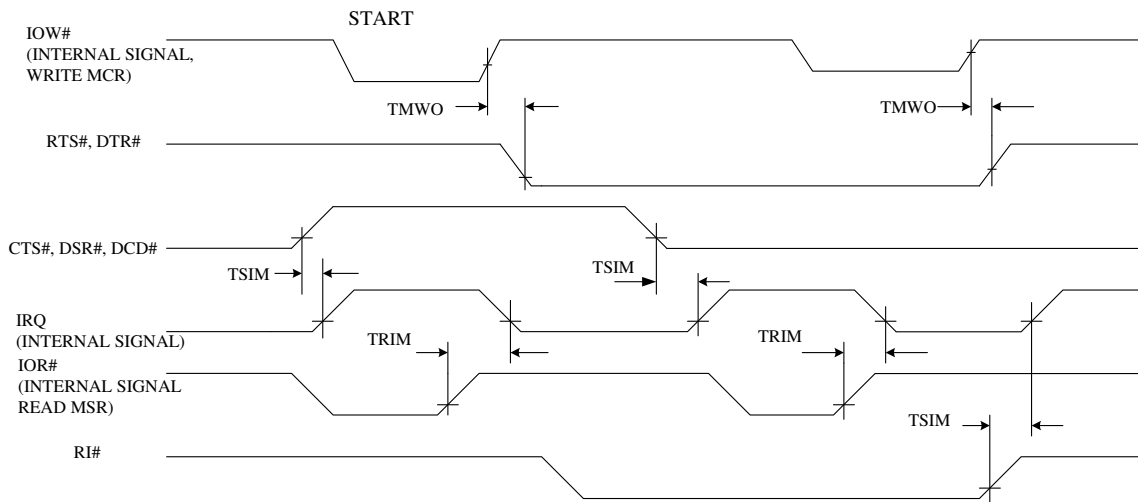 START
IOW#
(INTERNAL SIGNAL,
WRITE MCR)
TMWO
TMWO
RTS#, DTR#
CTS#, DSR#, DCD#
TSIM
TSIM
IRQ
(INTERNAL SIGNAL)
TRIM
TRIM
IOR#
(INTERNAL SIGNAL
READ MSR)
TSIM
RI#